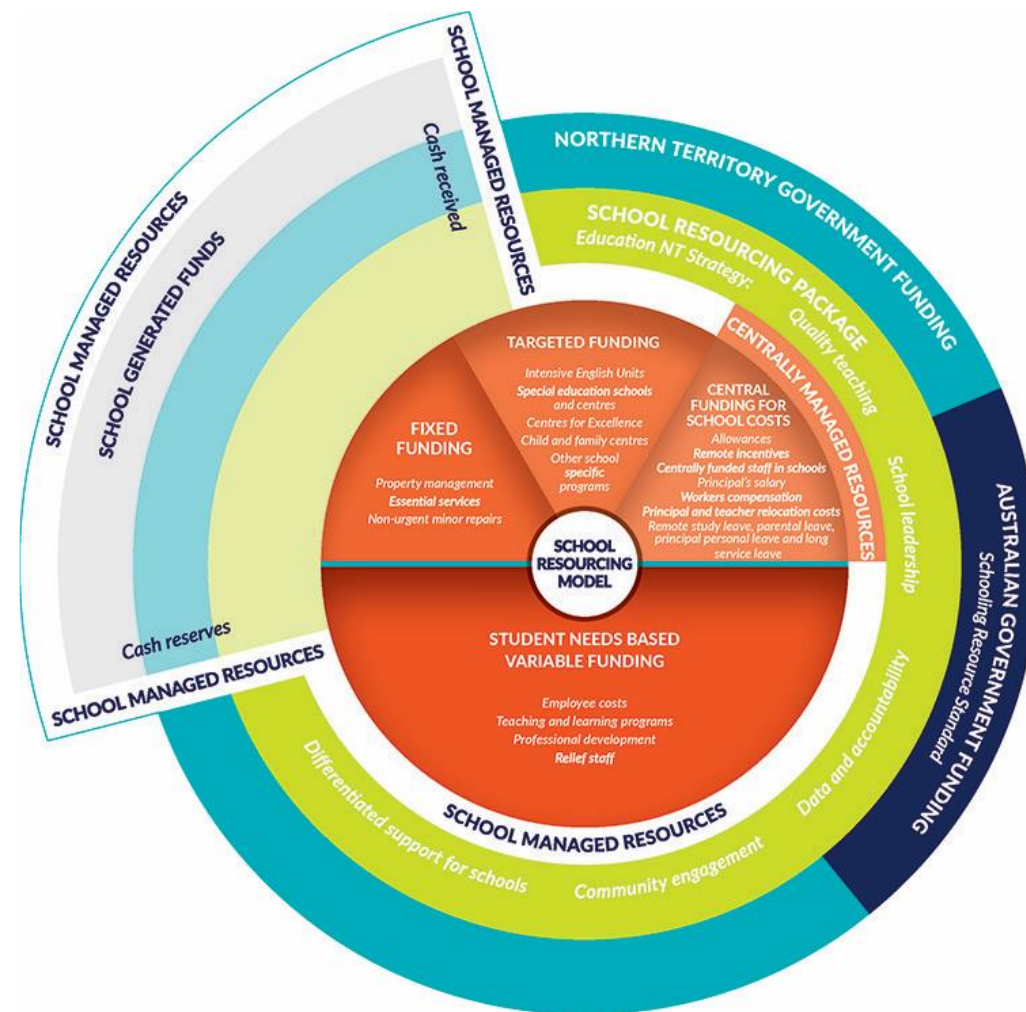 SCHOOL MANAGED RESOURCES
SCHOOL MANAGED RESOURCES
SCHOOL GENERATED FUNDS
Cash received
Cash reserves
SCHOOL MANAGED RESOURCES
NORTHERN TERRITORY GOVERNMENT FUNDING
AUSTRALIAN GOVERNMENT FUNDING
Schooling Resource Standard
SCHOOL RESOURCING PACKAGE
Education NT Strategy:
Quality teaching
School leadership
Data and accountability
Community engagement
Differentiated support for schools
CENTRALLY MANAGED RESOURCES
TARGETED FUNDING
Intensive English Units
Special education schools
and centres
Centres for Excellence
Child and family centres
Other school
specific
programs
FIXED
FUNDING
Property management
Essential services
Non-urgent minor repairs
CENTRAL
FUNDING FOR
SCHOOL COSTS
Allowances
Remote incentives
Centrally funded staff in schools
Principal's salary
Workers compensation
Principal and teacher relocation costs
Remote study leave, parental leave,
principal personal leave and long
service leave
SCHOOL
RESOURCING
MODEL
STUDENT NEEDS BASED
VARIABLE FUNDING
Employee costs
Teaching and learning programs
Professional development
Relief staff
SCHOOL MANAGED RESOURCES